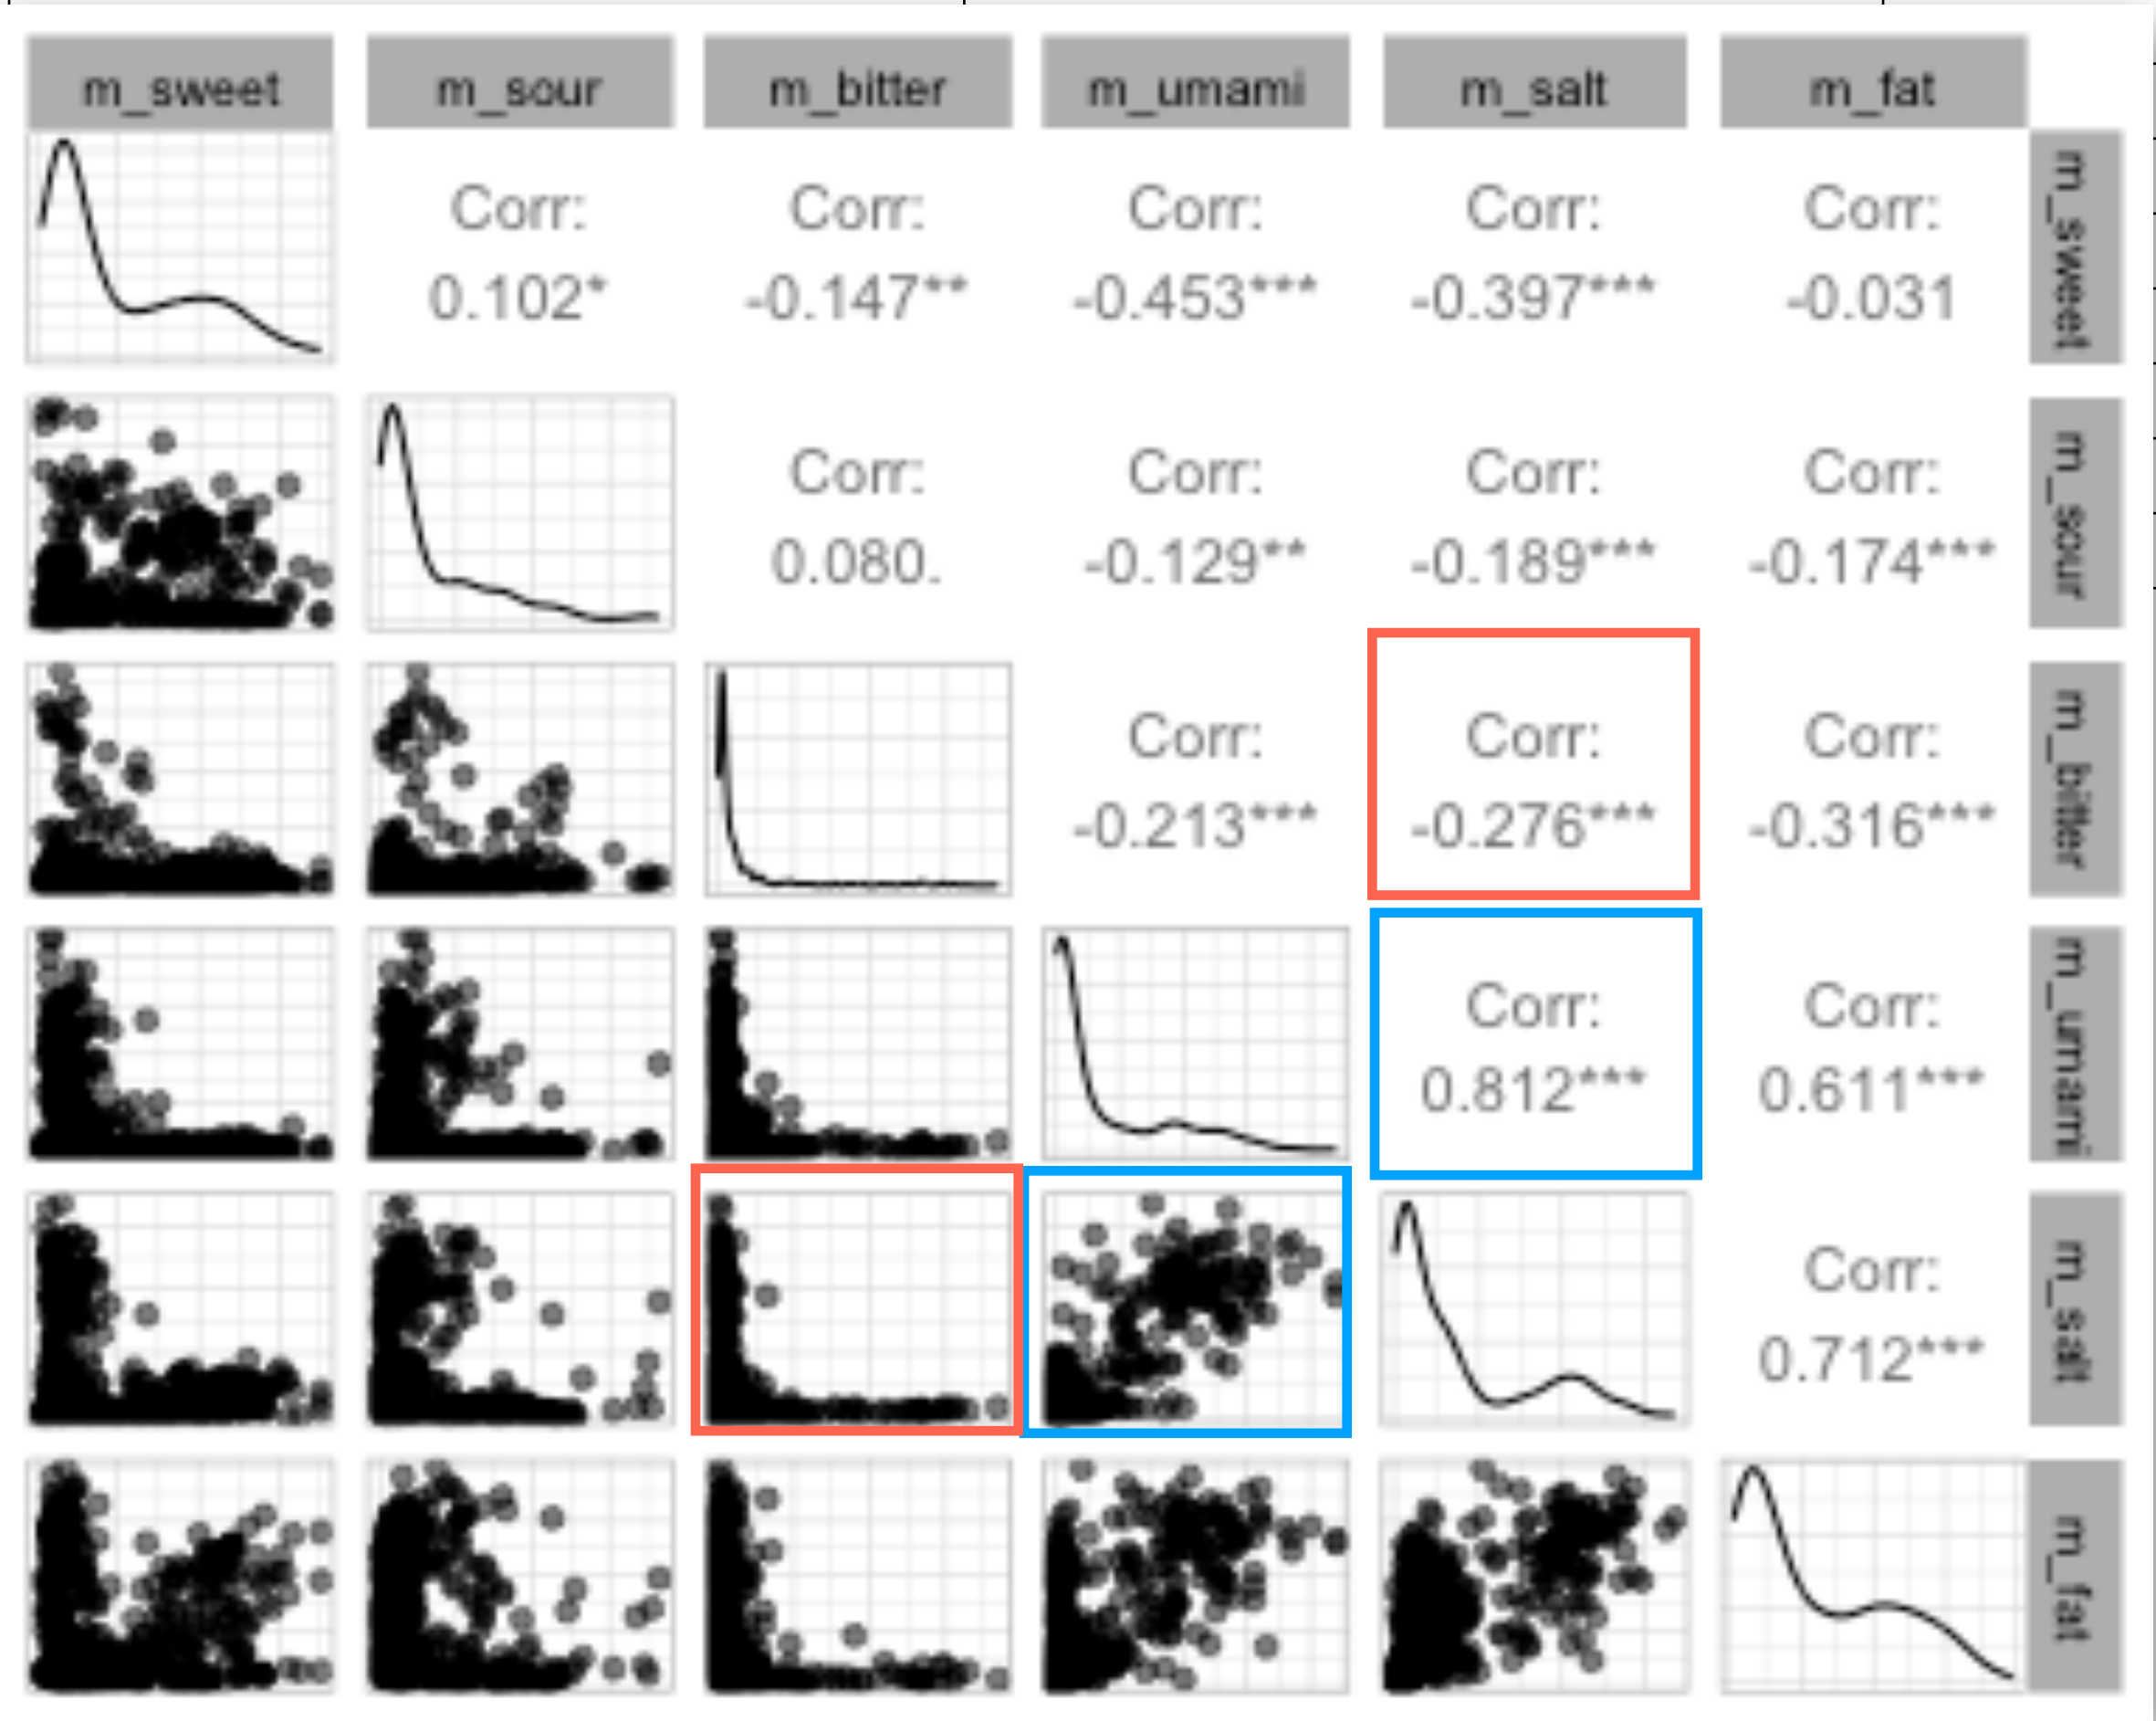 m_sweet m_sour m_bitter m_umami m_salt m_fat
Corr: Corr: Corr: Corr: Corr:
0.102* -0.147** -0.453*** -0.397*** -0.031
m_sweet
Corr: Corr: Corr: Corr:
0.080. -0.129** -0.189*** -0.174***
m_sour
Corr: Corr: Corr:
-0.213*** -0.276*** -0.316***
m_bitter
Corr: Corr:
0.812*** 0.611***
m_umami
Corr:
0.712***
m_salt
m_fat